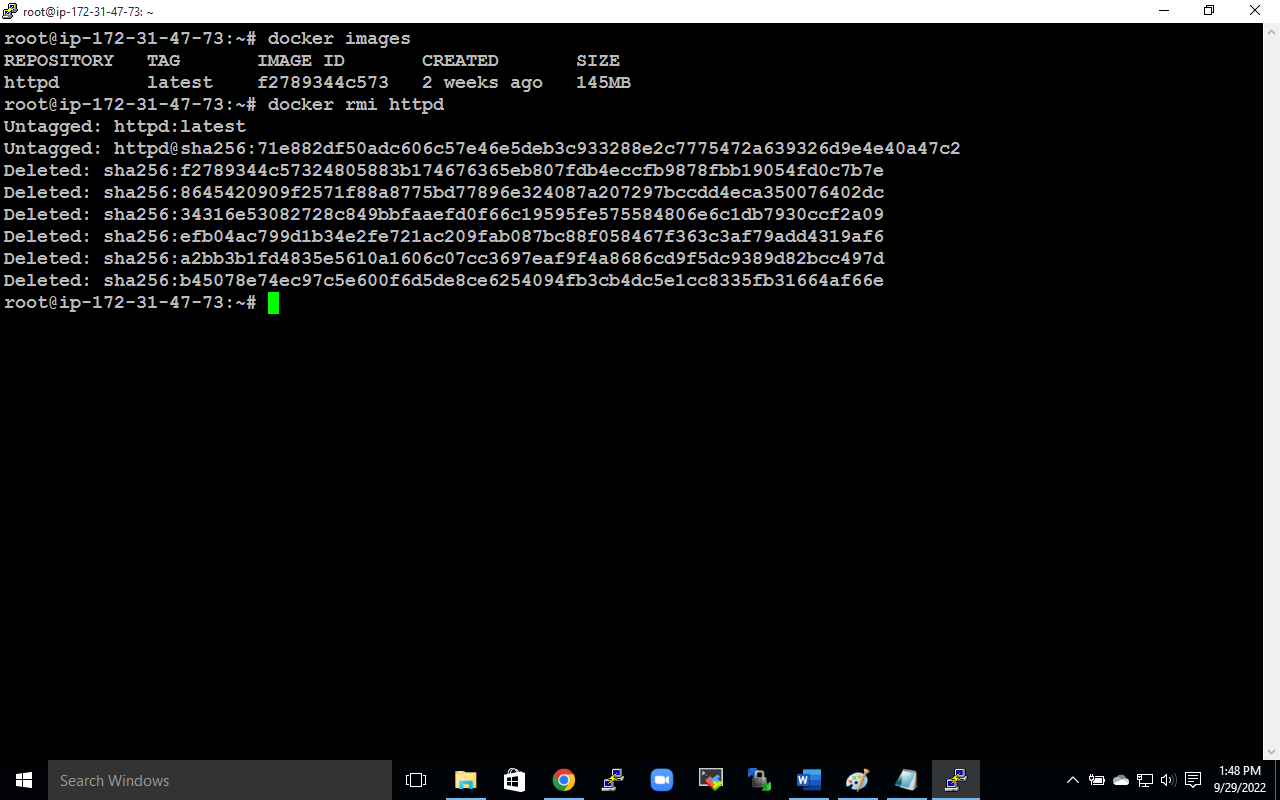 root@ip-172-31-47-73: ~
root@ip-172-31-47-73:~# docker images
REPOSITORY   TAG       IMAGE ID       CREATED       SIZE
httpd        latest    f2789344c573   2 weeks ago   145MB
root@ip-172-31-47-73:~# docker rmi httpd
Untagged: httpd:latest
Untagged: httpd@sha256:71e882df50adc606c57e46e5deb3c933288e2c7775472a639326d9e4e40a47c2
Deleted: sha256:f2789344c57324805883b174676365eb807fdb4eccfb9878fbb19054fd0c7b7e
Deleted: sha256:8645420909f2571f88a8775bd77896e324087a207297bccdd4eca350076402dc
Deleted: sha256:34316e53082728c849bbfaaefd0f66c19595fe575584806e6c1db7930ccf2a09
Deleted: sha256:efb04ac799d1b34e2fe721ac209fab087bc88f058467f363c3af79add4319af6
Deleted: sha256:a2bb3b1fd4835e5610a1606c07cc3697eaf9f4a8686cd9f5dc9389d82bcc497d
Deleted: sha256:b45078e74ec97c5e600f6d5de8ce6254094fb3cb4dc5e1cc8335fb31664af66e
root@ip-172-31-47-73:~#
Search Windows
1:48 PM
9/29/2022